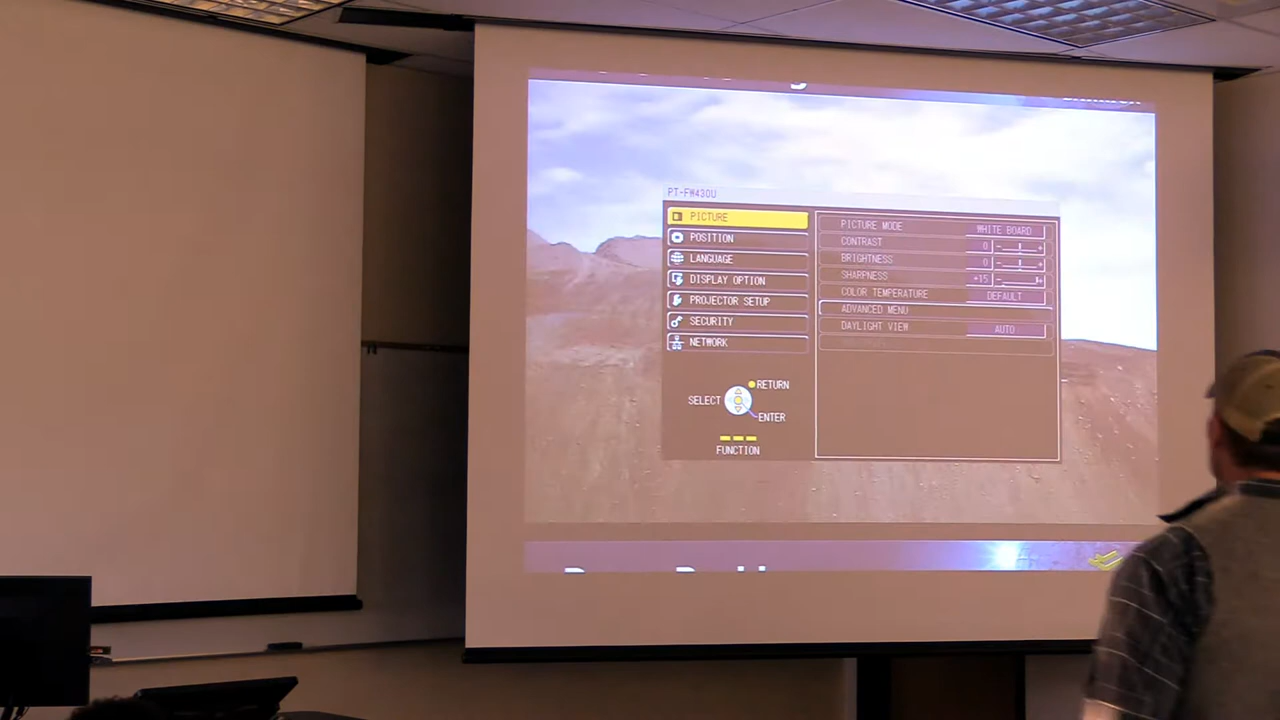 PT-FW430U
PICTURE
POSITION
LANGUAGE
DISPLAY OPTION
PROJECTOR SETUP
SECURITY
NETWORK
RETURN
SELECT
ENTER
FUNCTION
PICTURE MODE WHITE BOARD
CONTRAST 0 - +
BRIGHTNESS 0 - +
SHARPNESS +15 - +
COLOR TEMPERATURE DEFAULT
ADVANCED MENU
DAYLIGHT VIEW AUTO